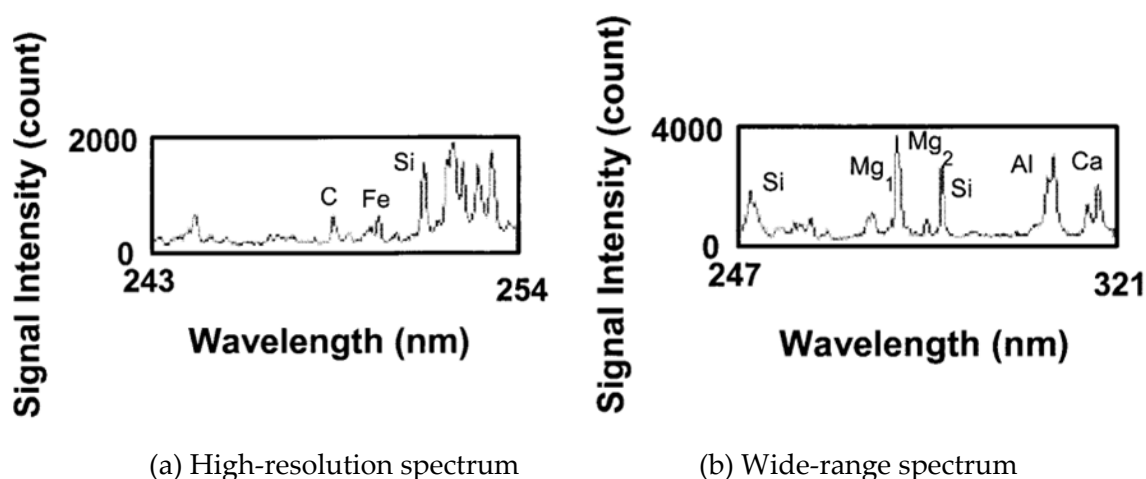 Signal Intensity (count)
2000
0
C
Fe
Si
243
254
Wavelength (nm)
(a) High-resolution spectrum
Signal Intensity (count)
4000
0
Si
Mg1
Mg2
Si
Al
Ca
247
321
Wavelength (nm)
(b) Wide-range spectrum